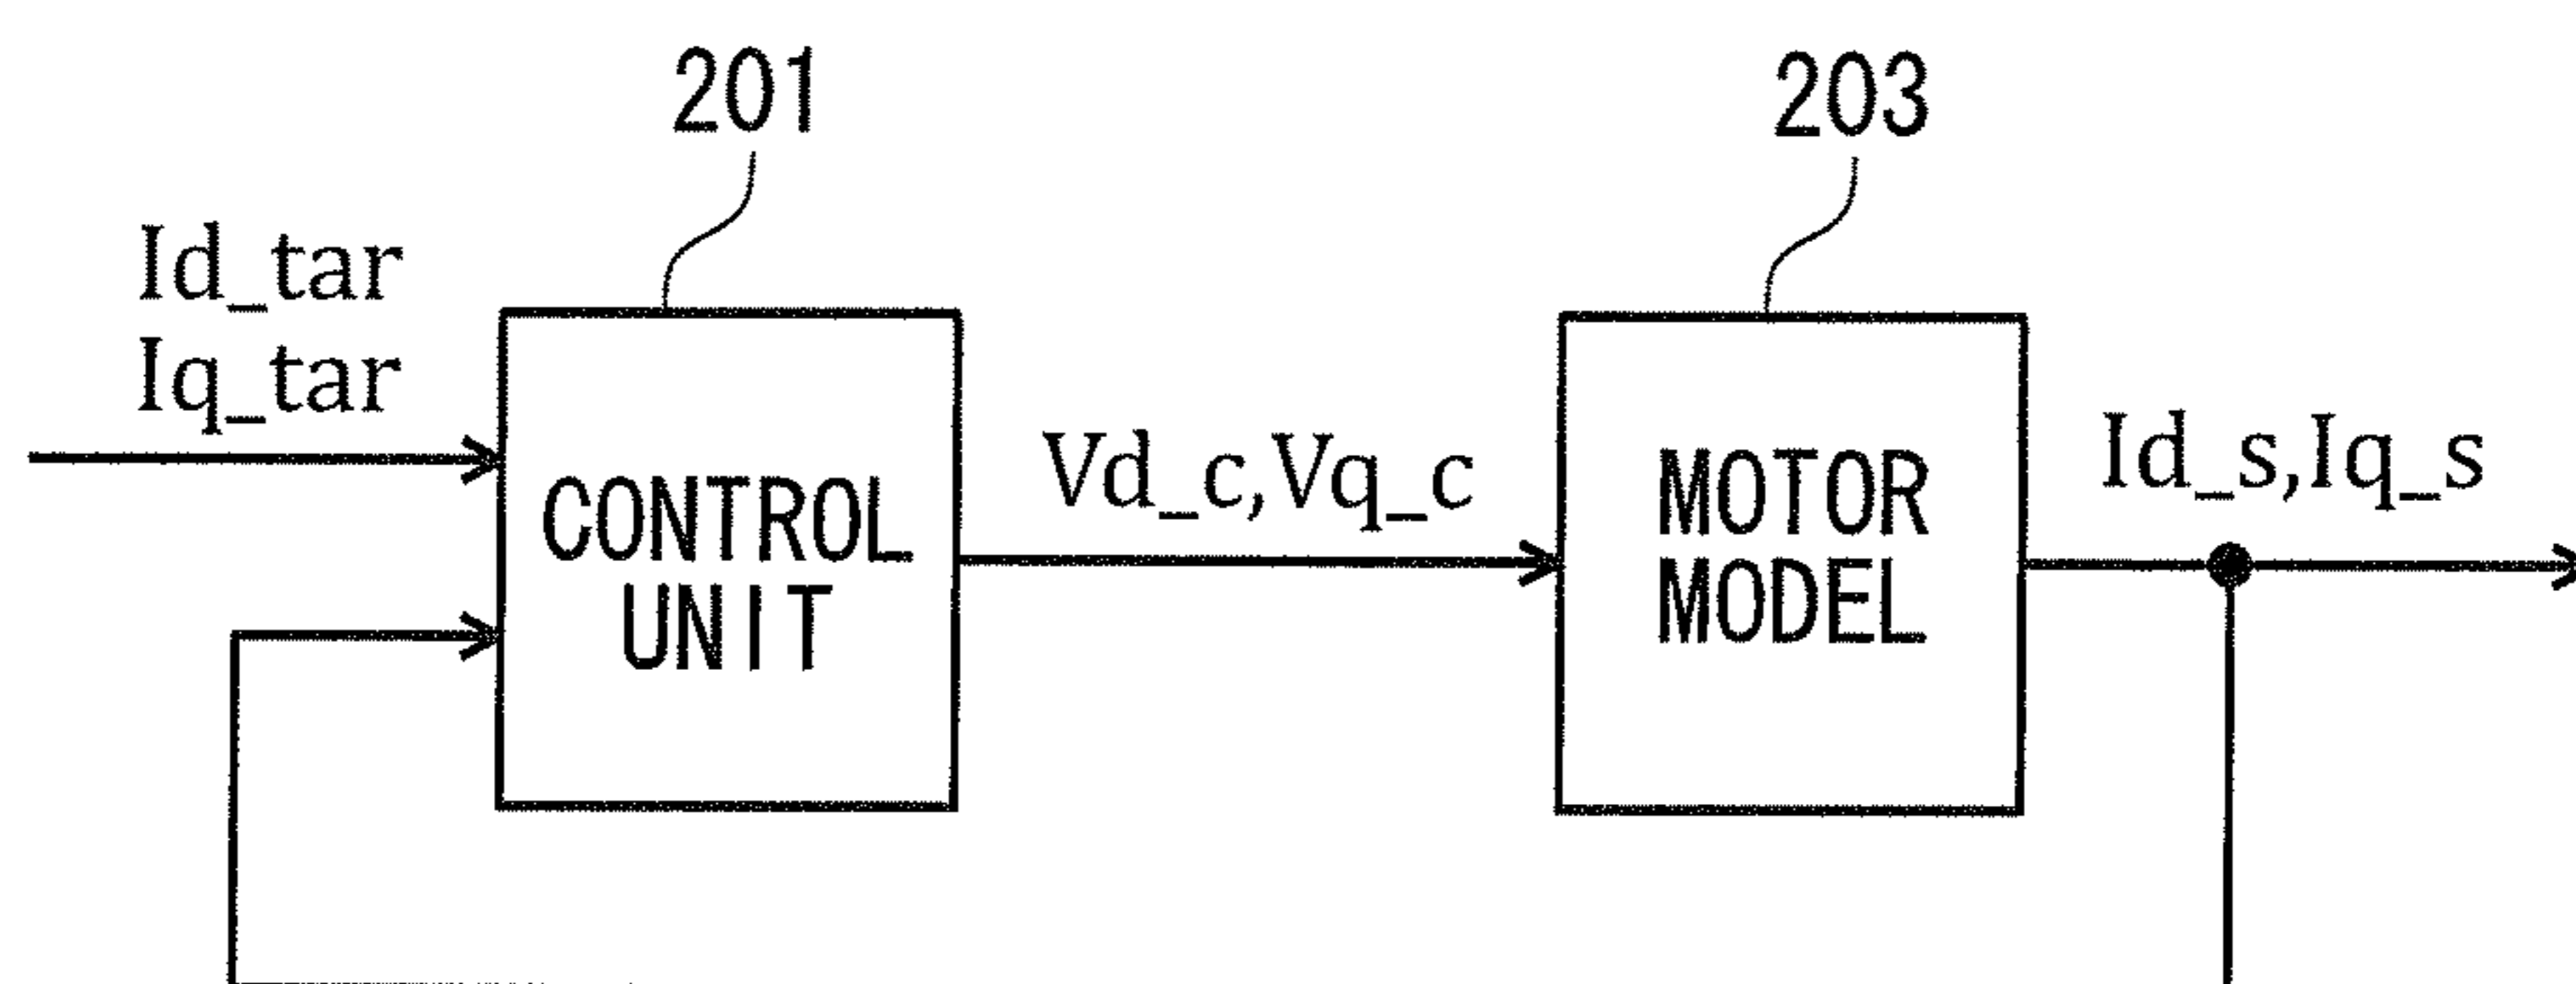 201
203
Id_tar
Iq_tar
CONTROL
UNIT
Vd_c,Vq_c
MOTOR
MODEL
Id_s,Iq_s